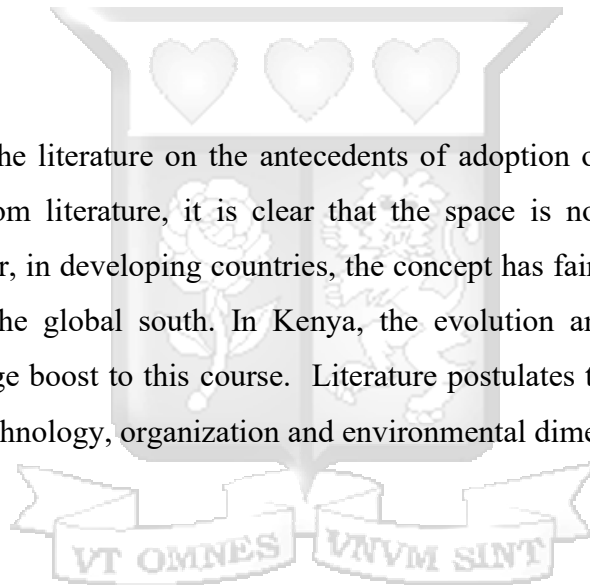 he literature on the antecedents of adoption o
om literature, it is clear that the space is no
r, in developing countries, the concept has fair
he global south. In Kenya, the evolution an
ge boost to this course. Literature postulates t
chnology, organization and environmental dime
VT OMNES VNVM SINT